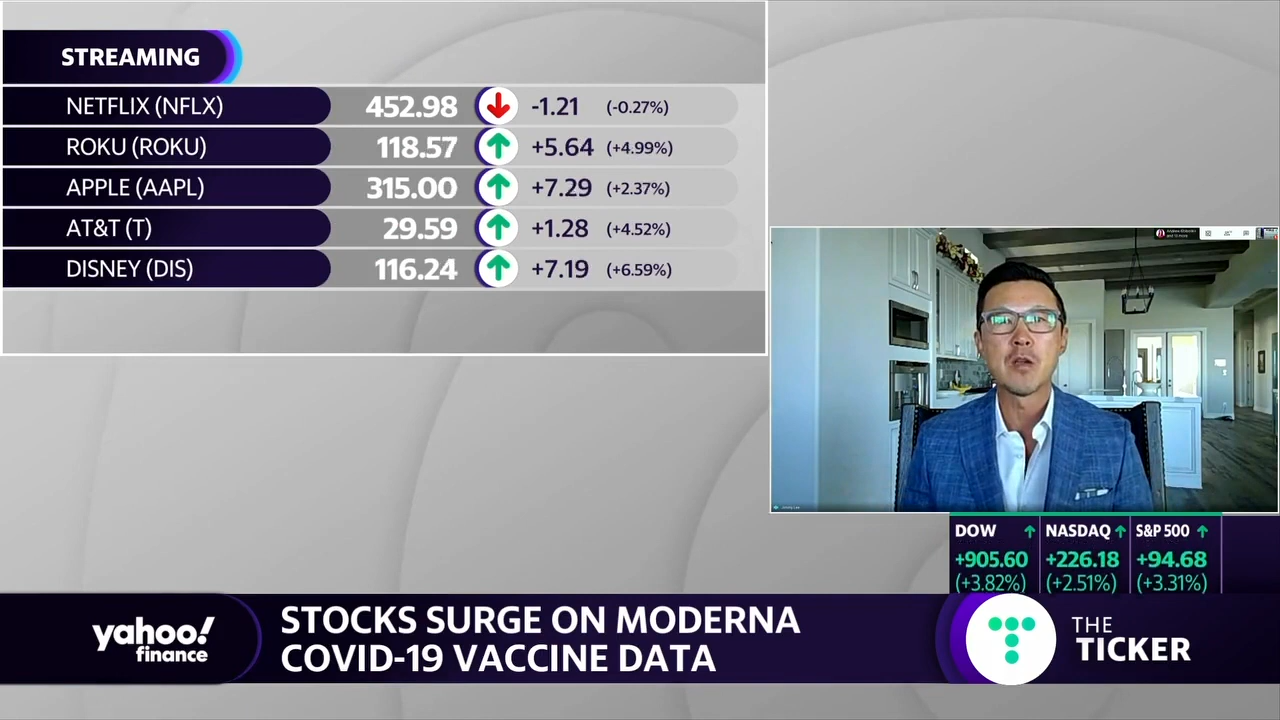 STREAMING
NETFLIX (NFLX) 452.98 -1.21 (-0.27%)
ROKU (ROKU) 118.57 +5.64 (+4.99%)
APPLE (AAPL) 315.00 +7.29 (+2.37%)
AT&T (T) 29.59 +1.28 (+4.52%)
DISNEY (DIS) 116.24 +7.19 (+6.59%)
DOW NASDAQ S&P 500
+905.60 +226.18 +94.68
(+3.82%) (+2.51%) (+3.31%)
yahoo!
finance
STOCKS SURGE ON MODERNA
COVID-19 VACCINE DATA
THE
TICKER